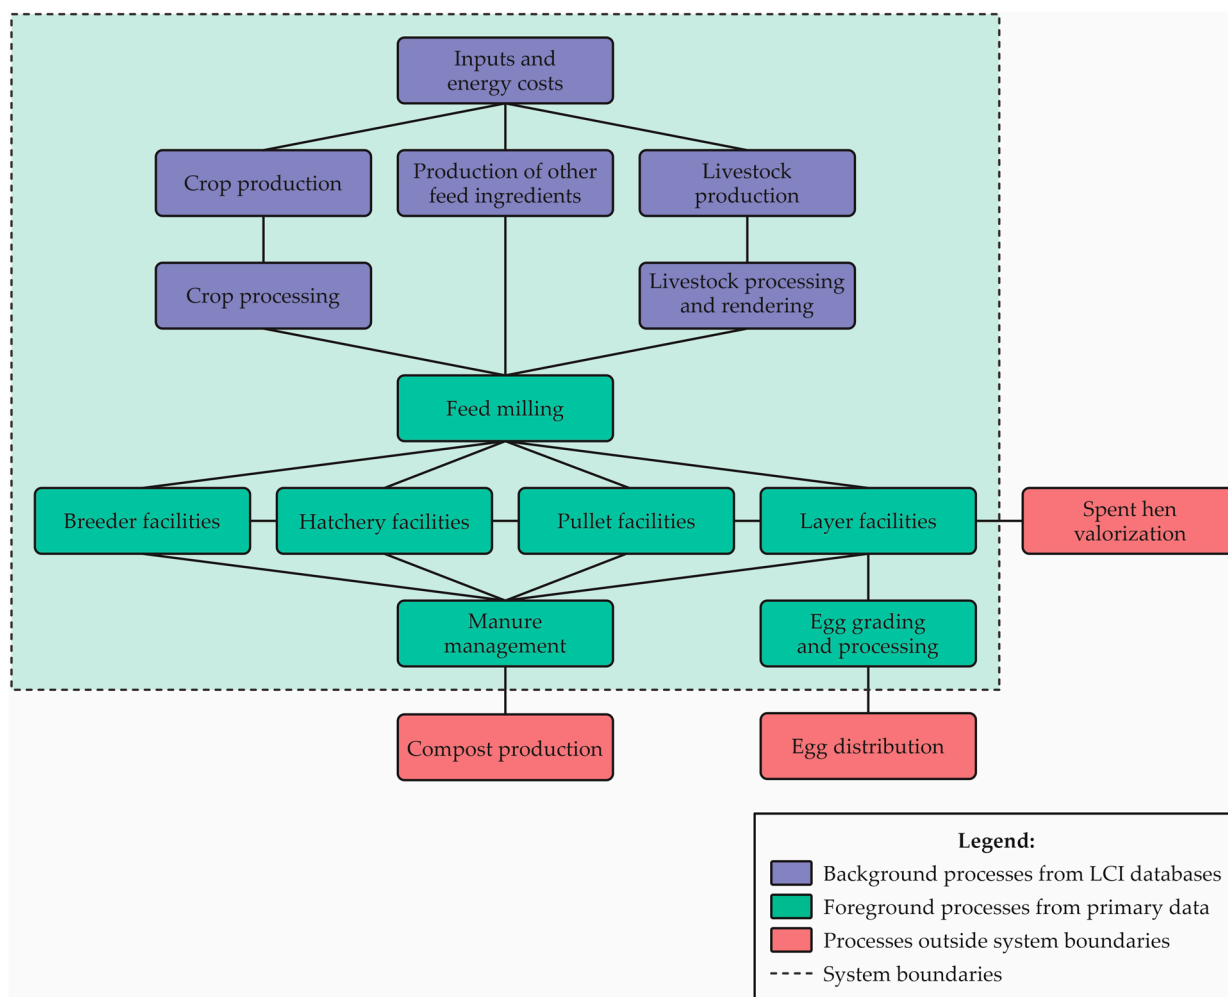 Inputs and
energy costs
Crop production
Production of other
feed ingredients
Livestock
production
Crop processing
Livestock processing
and rendering
Feed milling
Breeder facilities
Hatchery facilities
Pullet facilities
Layer facilities
Spent hen
valorization
Manure
management
Egg grading
and processing
Compost production
Egg distribution
Legend:
Background processes from LCI databases
Foreground processes from primary data
Processes outside system boundaries
System boundaries